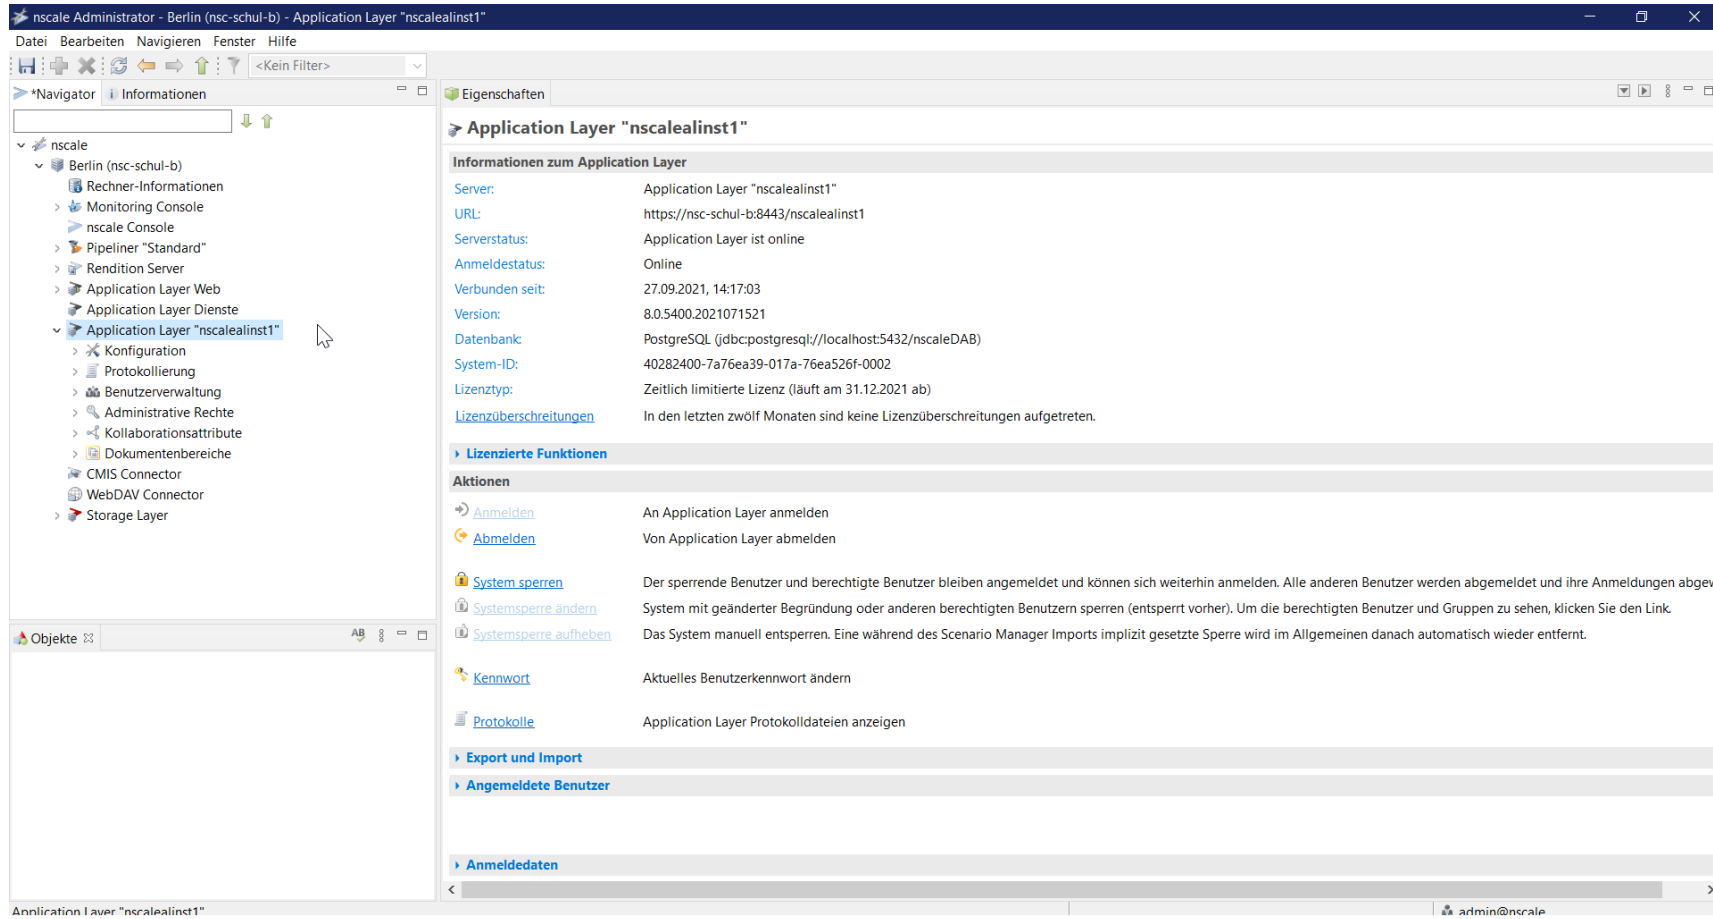 nscale Administrator - Berlin (nsc-schul-b) - Application Layer "nscalealinst1"
Datei Bearbeiten Navigieren Fenster Hilfe
<Kein Filter>
*Navigator Informationen
nscale
Berlin (nsc-schul-b)
Rechner-Informationen
Monitoring Console
nscale Console
Pipeliner "Standard"
Rendition Server
Application Layer Web
Application Layer Dienste
Application Layer "nscalealinst1"
Konfiguration
Protokollierung
Benutzerverwaltung
Administrative Rechte
Kollaborationsattribute
Dokumentenbereiche
CMIS Connector
WebDAV Connector
Storage Layer
Objekte
AB
Eigenschaften
Application Layer "nscalealinst1"
Informationen zum Application Layer
Server: Application Layer "nscalealinst1"
URL: https://nsc-schul-b:8443/nscalealinst1
Serverstatus: Application Layer ist online
Anmeldestatus: Online
Verbunden seit: 27.09.2021, 14:17:03
Version: 8.0.5400.2021071521
Datenbank: PostgreSQL (jdbc:postgresql://localhost:5432/nscaleDAB)
System-ID: 40282400-7a76ea39-017a-76ea526f-0002
Lizenztyp: Zeitlich limitierte Lizenz (läuft am 31.12.2021 ab)
Lizenzüberschreitungen In den letzten zwölf Monaten sind keine Lizenzüberschreitungen aufgetreten.
Lizenzierte Funktionen
Aktionen
Anmelden An Application Layer anmelden
Abmelden Von Application Layer abmelden
System sperren Der sperrende Benutzer und berechtigte Benutzer bleiben angemeldet und können sich weiterhin anmelden. Alle anderen Benutzer werden abgemeldet und ihre Anmeldungen abgew
Systemsperre ändern System mit geänderter Begründung oder anderen berechtigten Benutzern sperren (entsperrt vorher). Um die berechtigten Benutzer und Gruppen zu sehen, klicken Sie den Link.
Systemsperre aufheben Das System manuell entsperren. Eine während des Scenario Manager Imports implizit gesetzte Sperre wird im Allgemeinen danach automatisch wieder entfernt.
Kennwort Aktuelles Benutzerkennwort ändern
Protokolle Application Layer Protokolldateien anzeigen
Export und Import
Angemeldete Benutzer
Anmeldedaten
Application Layer "nscalealinst1" admin@nscale